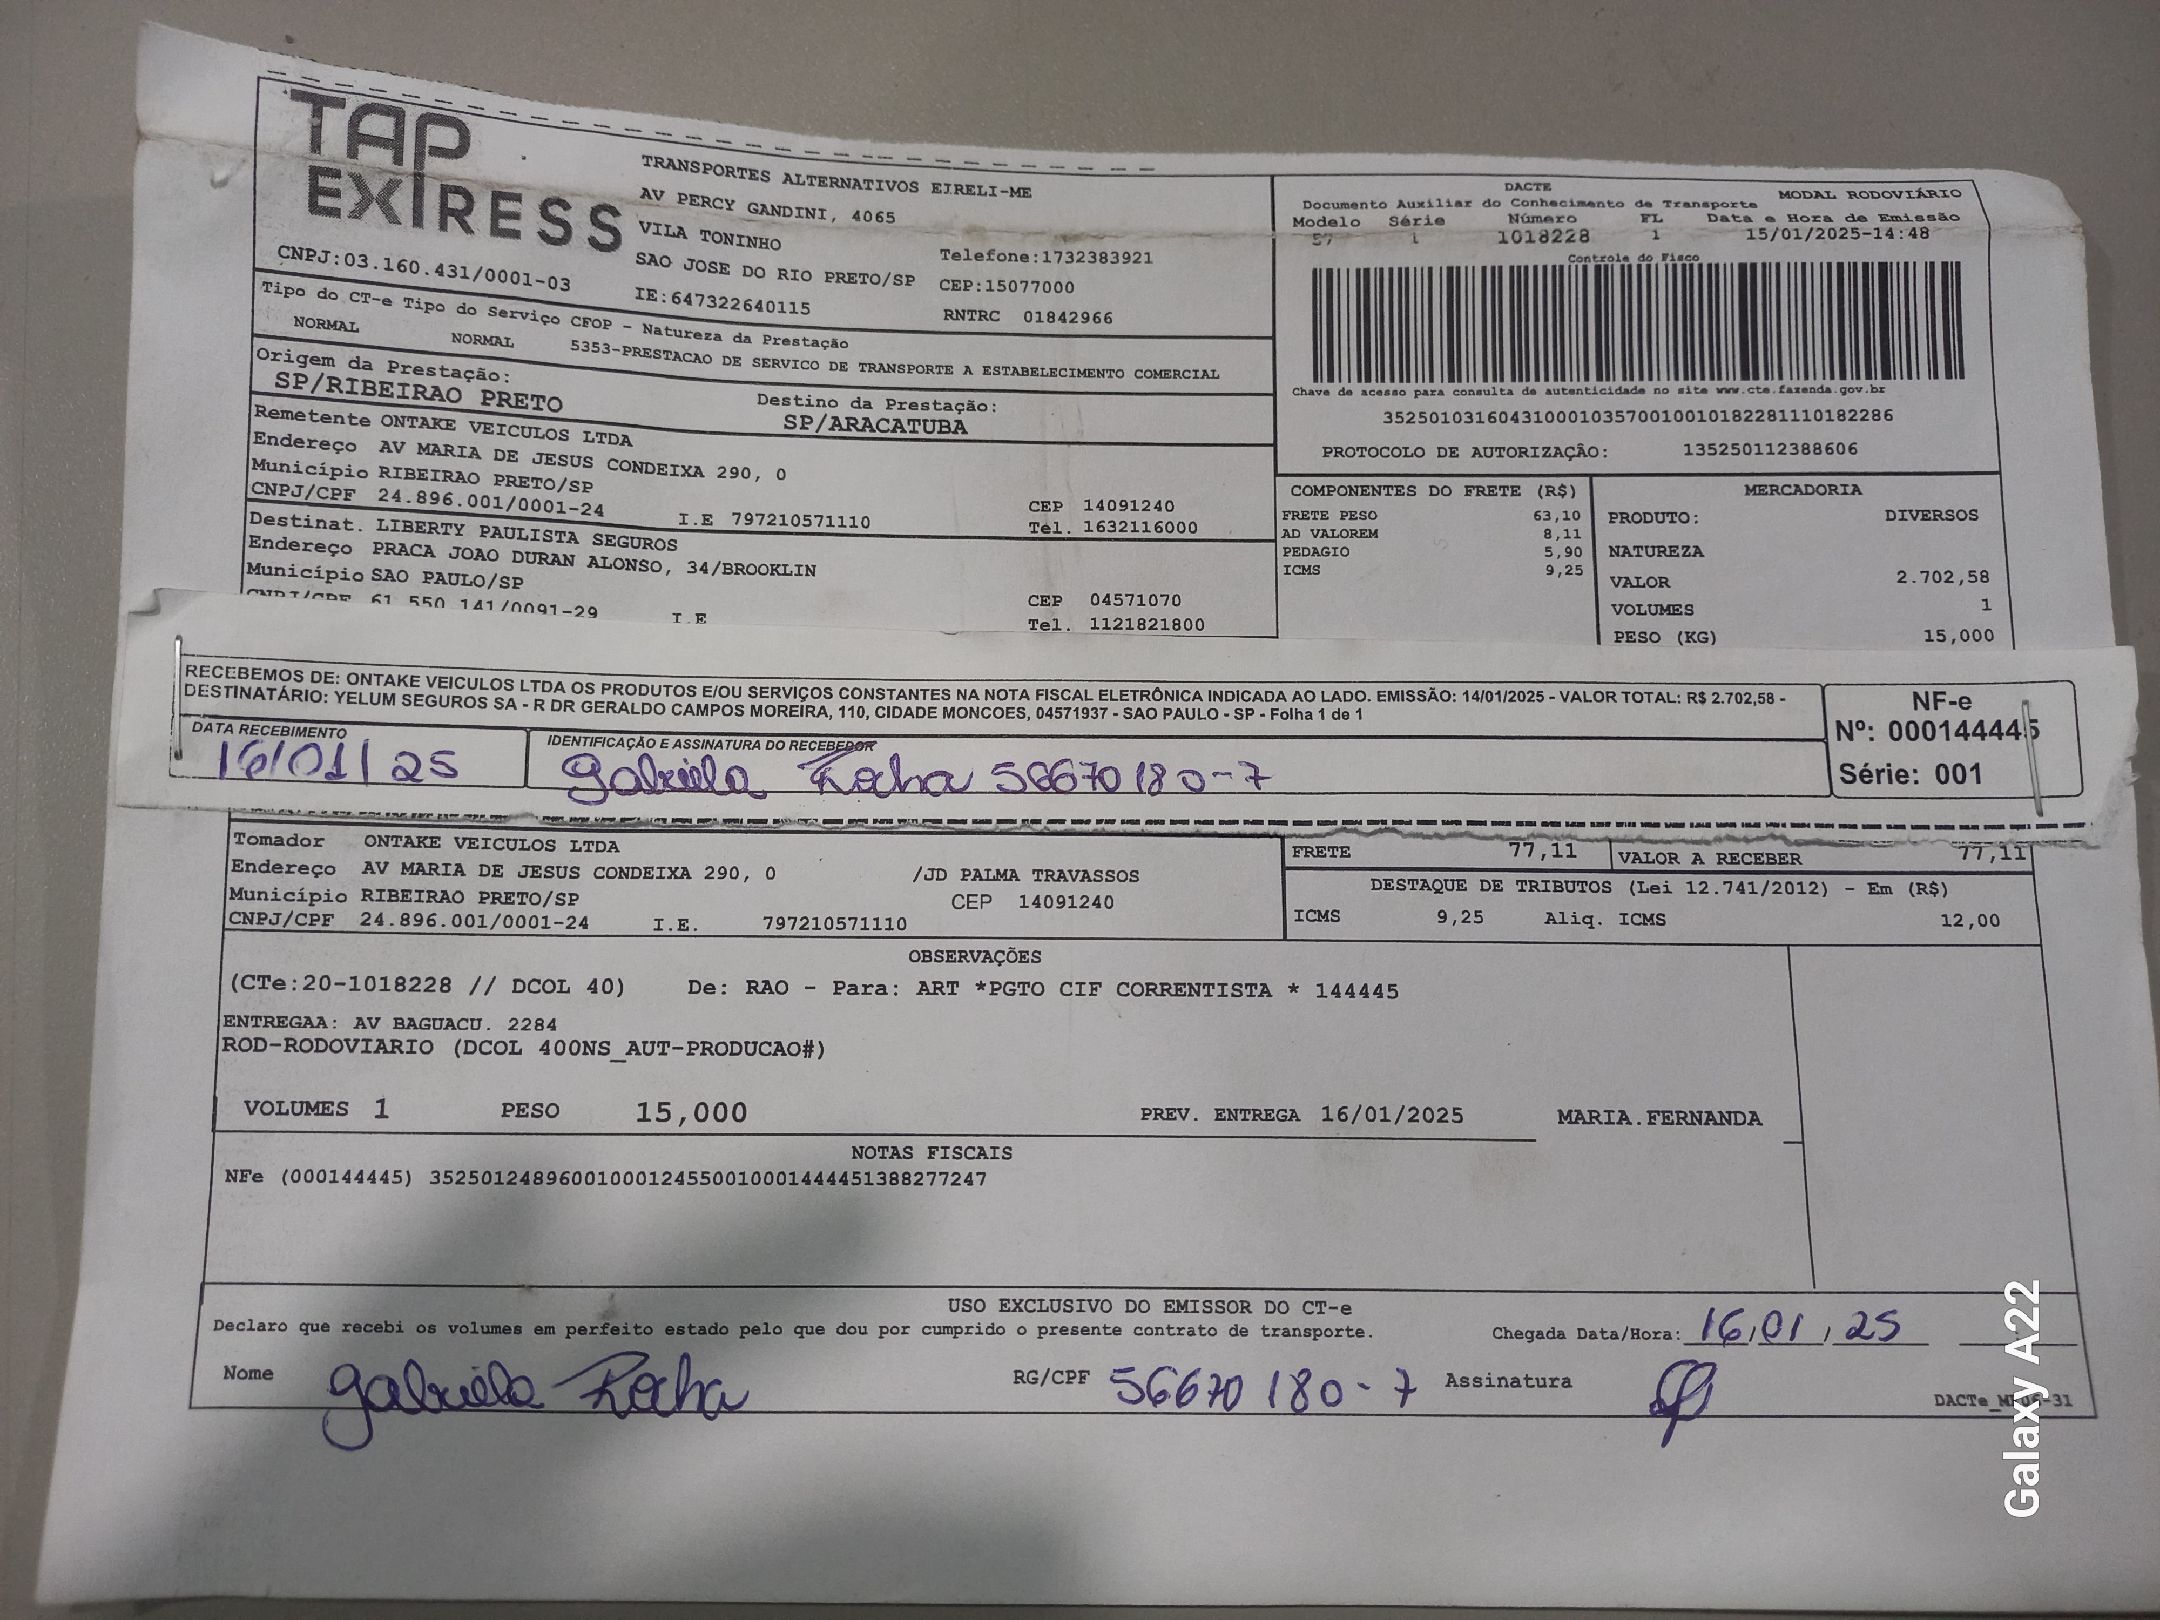 TAP
EXPRESS
CNPJ:03.160.431/0001-03
TRANSPORTES ALTERNATIVOS EIRELI-ME
AV PERCY GANDINI, 4065
VILA TONINHO
SAO JOSE DO RIO PRETO/SP
IE:647322640115
Telefone:1732383921
CEP:15077000
RNTRC 01842966
DACTE MODAL RODOVIÁRIO
Documento Auxiliar do Conhecimento de Transporte
Modelo Série Número FL Data e Hora de Emissão
57 1 1018228 1 15/01/2025-14:48
Controle do Fisco
Chave de acesso para consulta de autenticidade no site www.cte.fazenda.gov.br
35250103160431000103570010010182281110182286
PROTOCOLO DE AUTORIZAÇÂO: 135250112388606
Tipo do CT-e Tipo do Serviço CFOP - Natureza da Prestação
NORMAL NORMAL 5353-PRESTACAO DE SERVICO DE TRANSPORTE A ESTABELECIMENTO COMERCIAL
Origem da Prestação: Destino da Prestação:
SP/RIBEIRAO PRETO SP/ARACATUBA
Remetente ONTAKE VEICULOS LTDA
Endereço AV MARIA DE JESUS CONDEIXA 290, 0
Município RIBEIRAO PRETO/SP CEP 14091240
CNPJ/CPF 24.896.001/0001-24 I.E 797210571110 Tel. 1632116000
Destinat. LIBERTY PAULISTA SEGUROS
Endereço PRACA JOAO DURAN ALONSO, 34/BROOKLIN
Município SAO PAULO/SP CEP 04571070
CNPJ/CPF 61 550 141/0091-29 I.E Tel. 1121821800
COMPONENTES DO FRETE (R$)
FRETE PESO 63,10
AD VALOREM 8,11
PEDAGIO 5,90
ICMS 9,25
MERCADORIA
PRODUTO: DIVERSOS
NATUREZA
VALOR 2.702,58
VOLUMES 1
PESO (KG) 15,000
RECEBEMOS DE: ONTAKE VEICULOS LTDA OS PRODUTOS E/OU SERVIÇOS CONSTANTES NA NOTA FISCAL ELETRÔNICA INDICADA AO LADO. EMISSÃO: 14/01/2025 - VALOR TOTAL: R$ 2.702,58 -
DESTINATÁRIO: YELUM SEGUROS SA - R DR GERALDO CAMPOS MOREIRA, 110, CIDADE MONCOES, 04571937 - SAO PAULO - SP - Folha 1 de 1
DATA RECEBIMENTO IDENTIFICAÇÃO E ASSINATURA DO RECEBEDOR
16/01/25 Gabriela Rocha 56670180-7
NF-e
Nº: 000144445
Série: 001
Tomador ONTAKE VEICULOS LTDA
Endereço AV MARIA DE JESUS CONDEIXA 290, 0 /JD PALMA TRAVASSOS
Município RIBEIRAO PRETO/SP CEP 14091240
CNPJ/CPF 24.896.001/0001-24 I.E. 797210571110
FRETE 77,11 VALOR A RECEBER 77,11
DESTAQUE DE TRIBUTOS (Lei 12.741/2012) - Em (R$)
ICMS 9,25 Aliq. ICMS 12,00
OBSERVAÇÕES
(CTe:20-1018228 // DCOL 40) De: RAO - Para: ART *PGTO CIF CORRENTISTA * 144445
ENTREGAA: AV BAGUACU. 2284
ROD-RODOVIARIO (DCOL 400NS_AUT-PRODUCAO#)
VOLUMES 1 PESO 15,000 PREV. ENTREGA 16/01/2025 MARIA.FERNANDA
NOTAS FISCAIS
NFe (000144445) 35250124896001000124550010001444451388277247
USO EXCLUSIVO DO EMISSOR DO CT-e
Declaro que recebi os volumes em perfeito estado pelo que dou por cumprido o presente contrato de transporte. Chegada Data/Hora: 16/01/25
Nome Gabriela Rocha RG/CPF 56670180-7 Assinatura
Galaxy A22